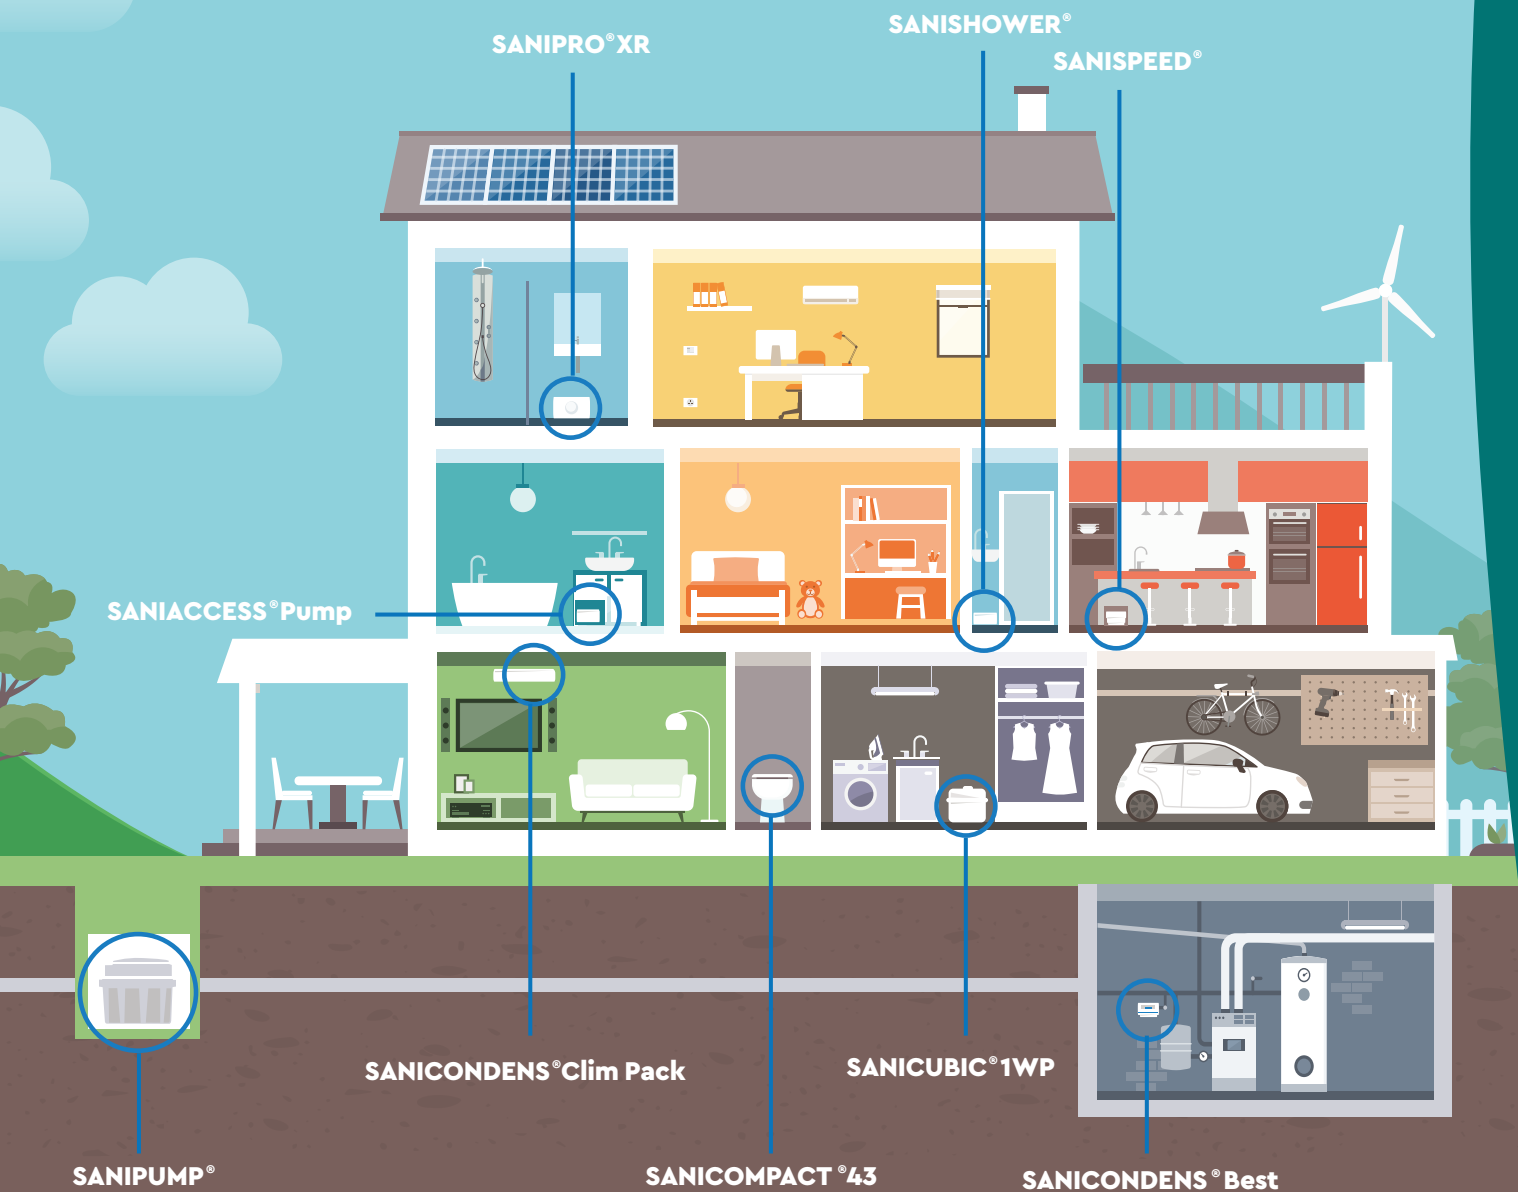 SANISHOWER®
SANIPRO®XR
SANISPEED®
SANIACCESS®Pump
SANICONDENS®Clim Pack
SANICUBIC®1WP
SANIPUMP®
SANICOMPACT®43
SANICONDENS®Best